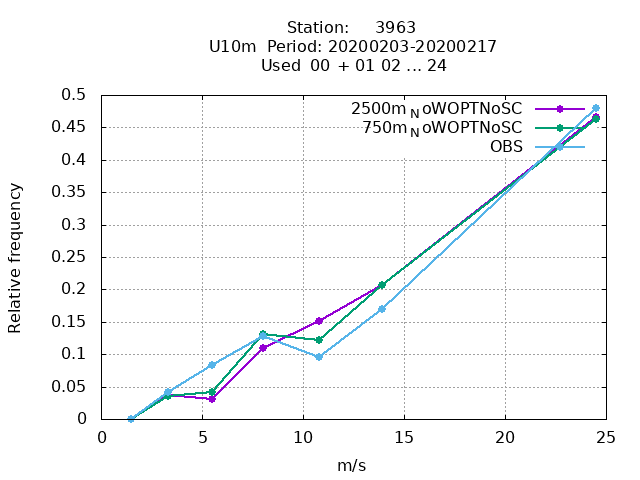 Station: 3963
U10m Period: 20200203-20200217
Used 00 + 01 02 ... 24
0.5
0.45
0.4
0.35
0.3
0.25
0.2
0.15
0.1
0.05
0
0 5 10 15 20 25
Relative frequency
m/s
2500m_NoWOPTNoSC
750m_NoWOPTNoSC
OBS